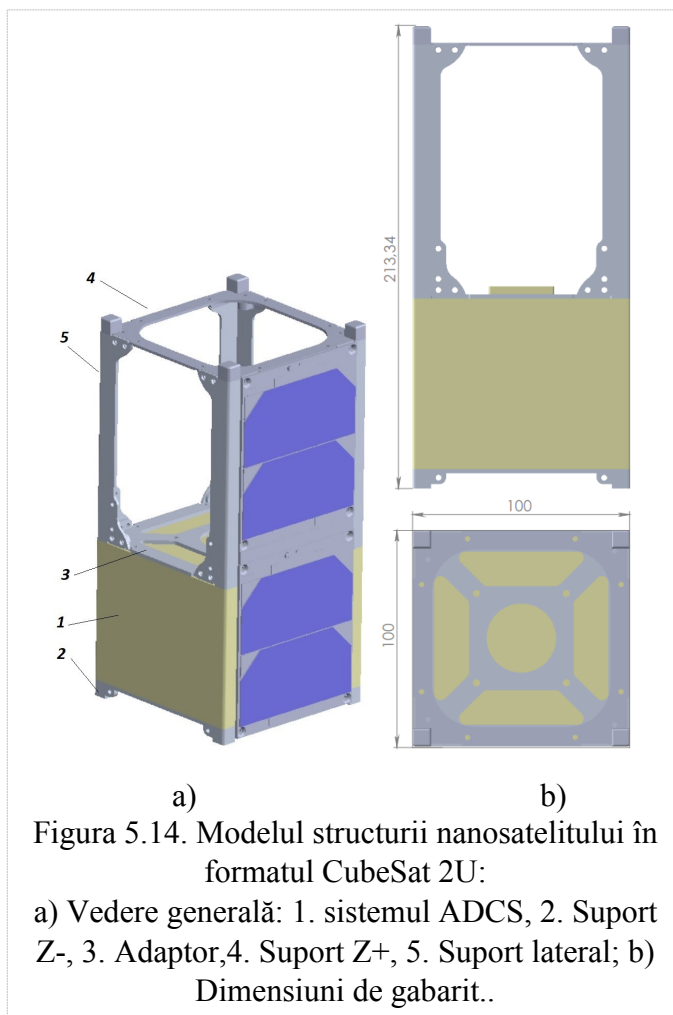 4
5
3
1
2
213,34
100
100
a)
b)
Figura 5.14. Modelul structurii nanosatelitului în
formatul CubeSat 2U:
a) Vedere generală: 1. sistemul ADCS, 2. Suport
Z-, 3. Adaptor,4. Suport Z+, 5. Suport lateral; b)
Dimensiuni de gabarit..